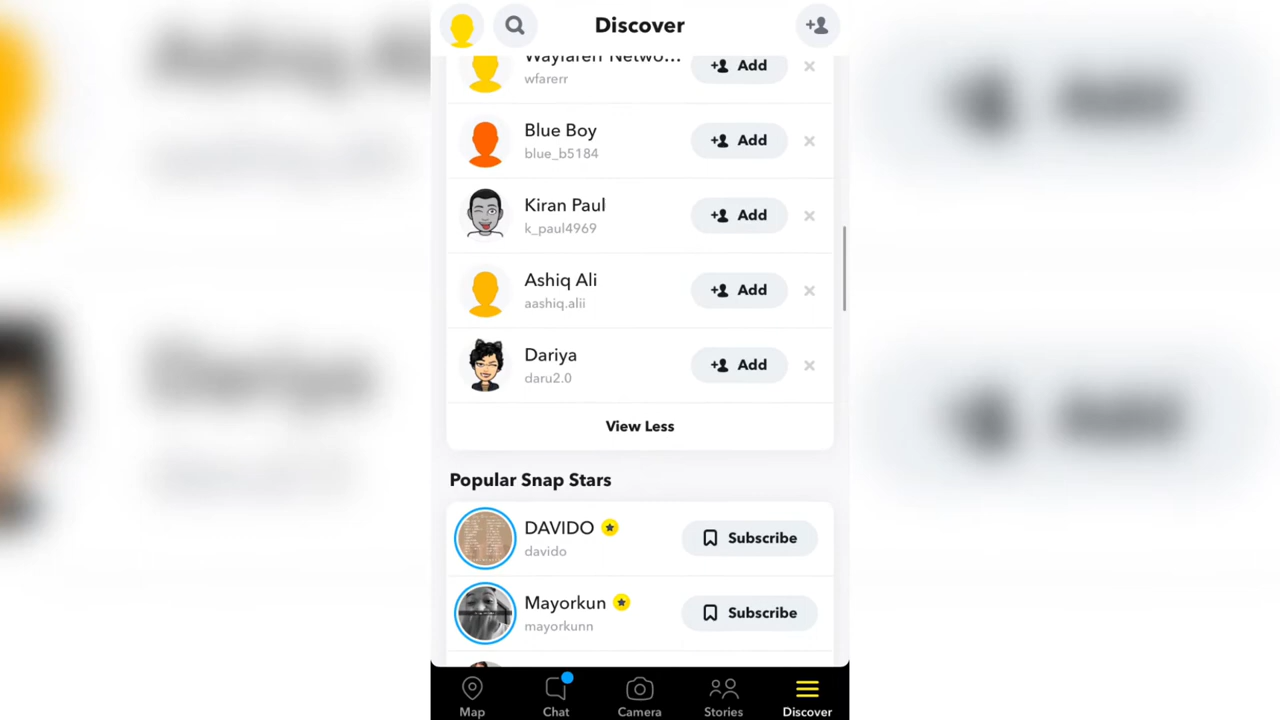 Discover
Wayfarerr Netwo...
wfarerr
Add
Blue Boy
blue_b5184
Add
Kiran Paul
k_paul4969
Add
Ashiq Ali
aashiq.alii
Add
Dariya
daru2.0
Add
View Less
Popular Snap Stars
DAVIDO
davido
Subscribe
Mayorkun
mayorkunn
Subscribe
Map
Chat
Camera
Stories
Discover